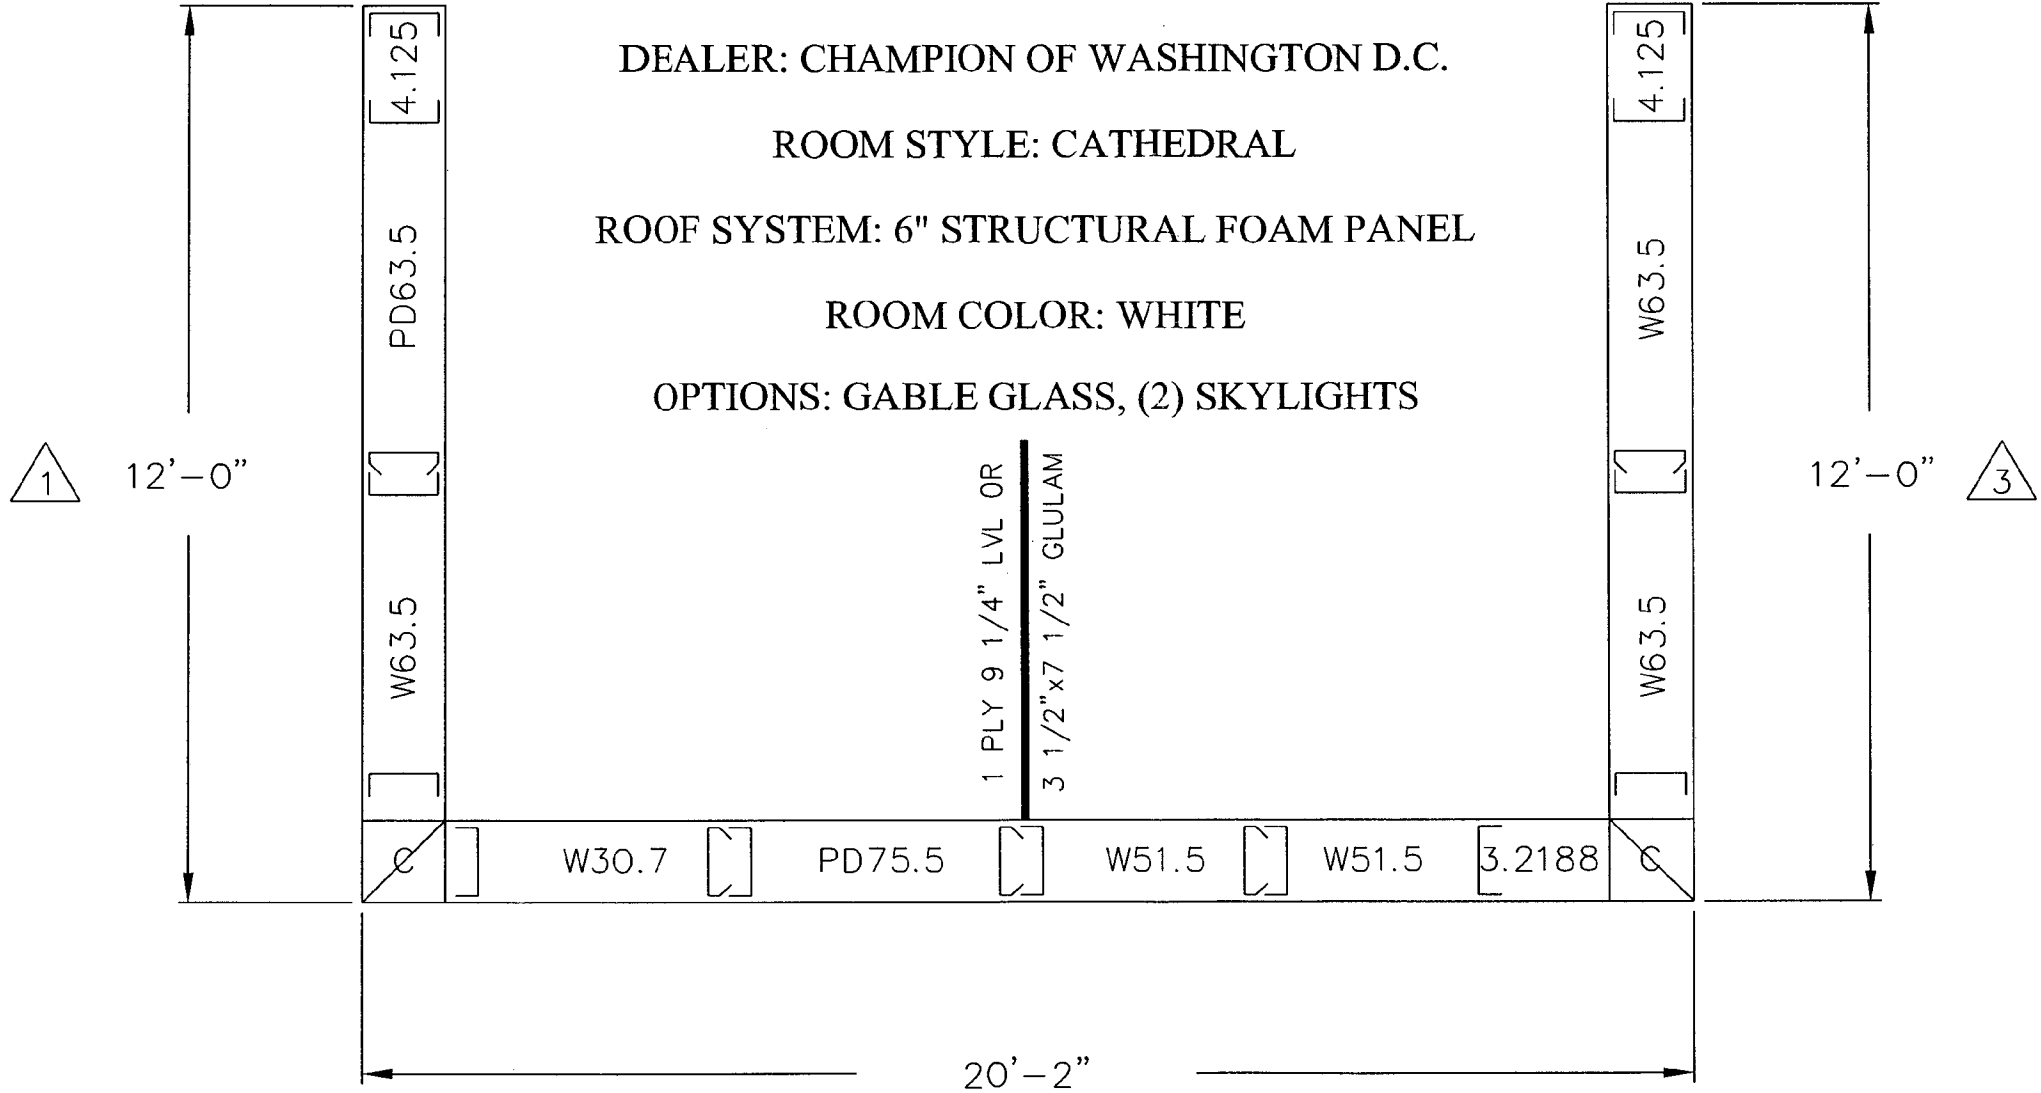 DEALER: CHAMPION OF WASHINGTON D.C.
ROOM STYLE: CATHEDRAL
ROOF SYSTEM: 6" STRUCTURAL FOAM PANEL
ROOM COLOR: WHITE
OPTIONS: GABLE GLASS, (2) SKYLIGHTS
4.125
PD63.5
W63.5
1
12'-0"
1 PLY 9 1/4" LVL OR
3 1/2"x7 1/2" GLULAM
4.125
W63.5
W63.5
12'-0"
3
C
W30.7
PD75.5
W51.5
W51.5
3.2188
C
20'-2"